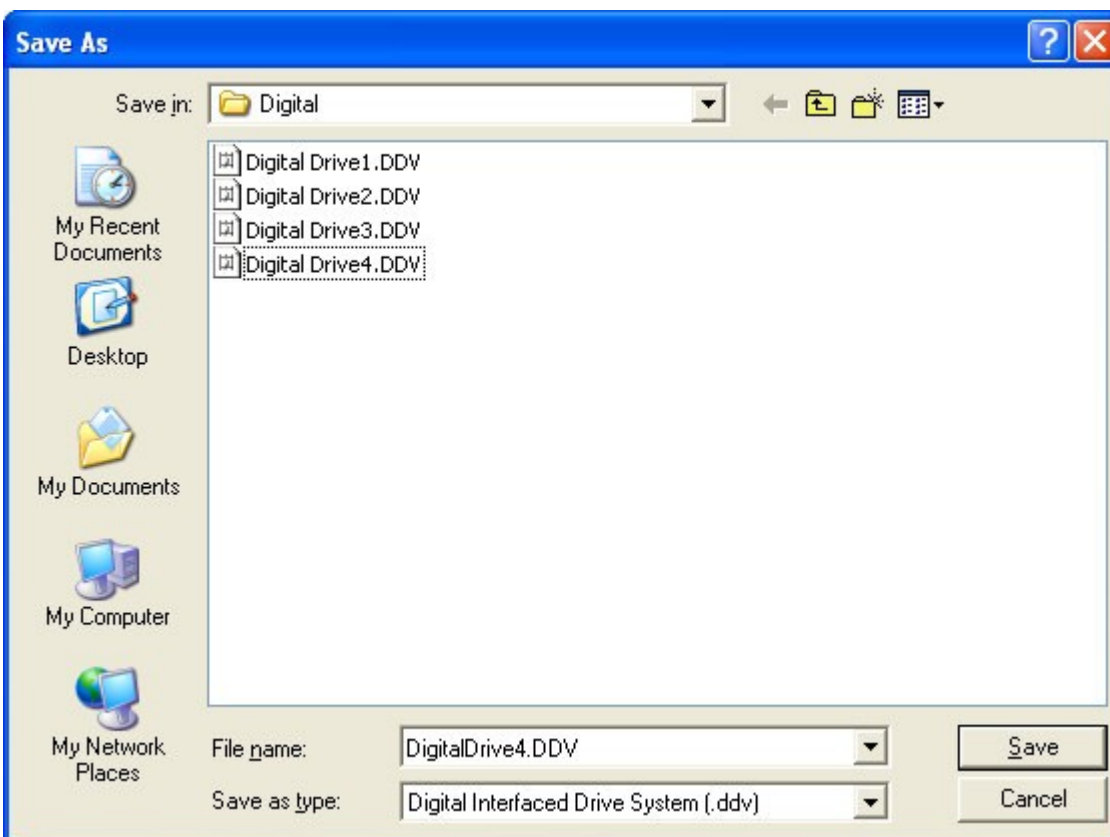 Save As
Save in:
Digital
Digital Drive1.DDV
Digital Drive2.DDV
Digital Drive3.DDV
Digital Drive4.DDV
My Recent
Documents
Desktop
My Documents
My Computer
My Network
Places
File name:
DigitalDrive4.DDV
Save
Save as type:
Digital Interfaced Drive System (.ddv)
Cancel